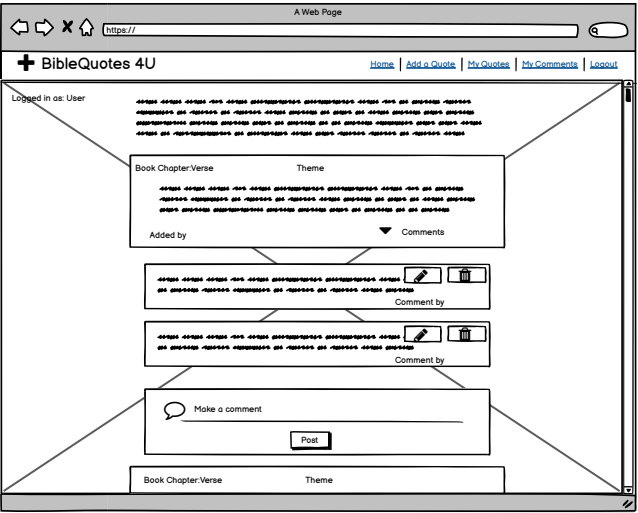 A Web Page
https://
BibleQuotes 4U
Home | Add a Quote | My Quotes | My Comments | Logout
Logged in as: User
Book Chapter:Verse Theme
Added by Comments
Comment by
Comment by
Make a comment
Post
Book Chapter:Verse Theme